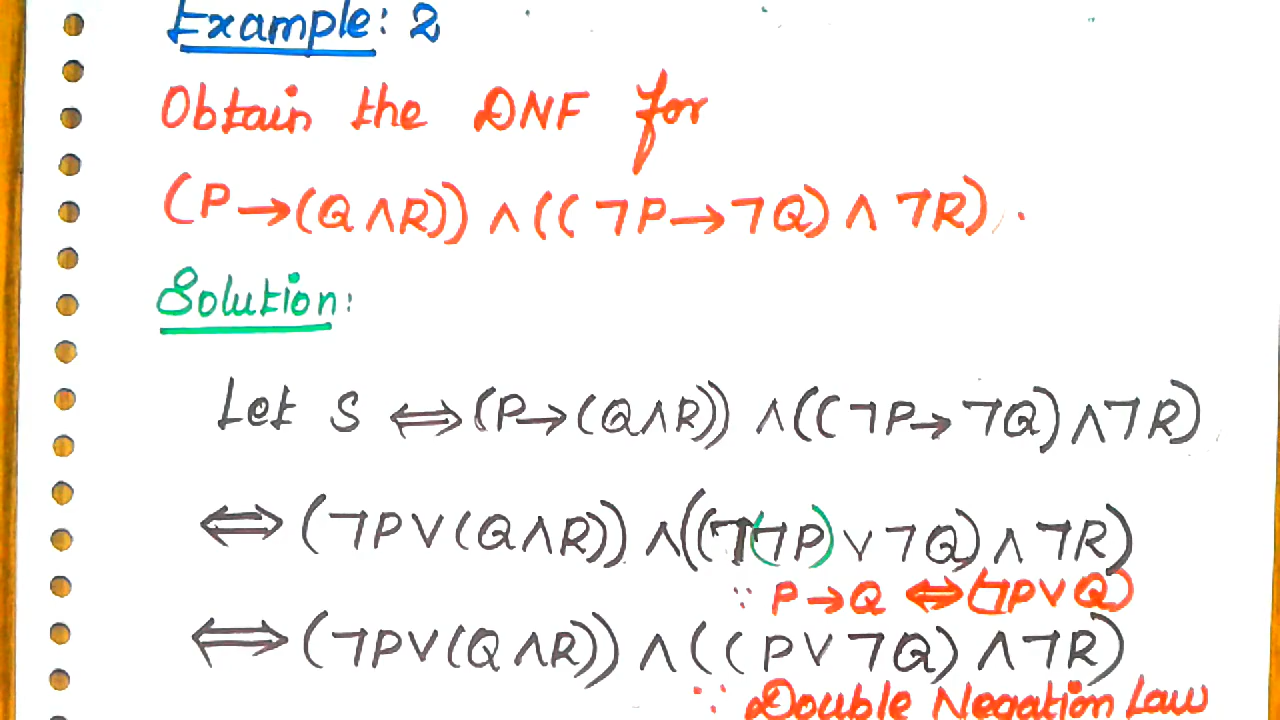 Example: 2
Obtain the DNF for
(P→(Q∧R)) ∧ ((¬P→¬Q) ∧ ¬R).
Solution:
Let S ⟺ (P→(Q∧R)) ∧ ((¬P→¬Q) ∧ ¬R)
⟺ (¬P∨(Q∧R)) ∧ ((¬(¬P)∨¬Q) ∧ ¬R)
∵ P→Q ⟺ (¬P∨Q)
⟺ (¬P∨(Q∧R)) ∧ ((P∨¬Q) ∧ ¬R)
∵ Double Negation Law